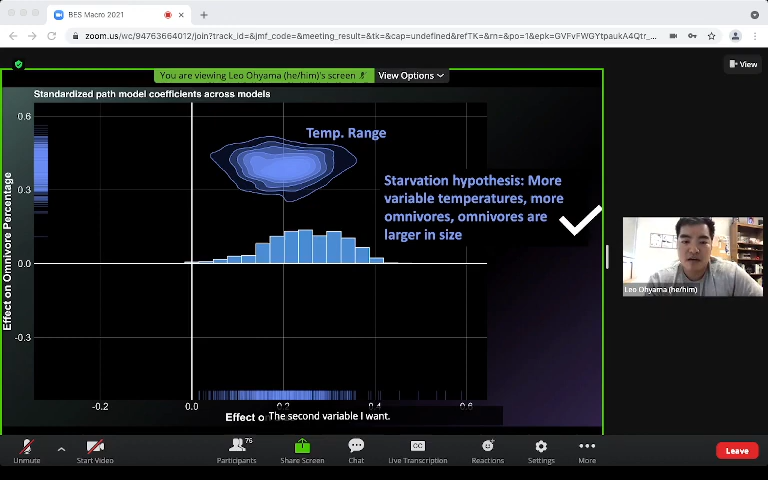 BES Macro 2021
zoom.us/wc/94763664012/join?track_id=&jmf_code=&meeting_result=&tk=&cap=undefined&refTK=&rn=&po=1&epk=GVFvFWGYtpaukA4Qtr_...
You are viewing Leo Ohyama (he/him)'s screen
View Options
View
Standardized path model coefficients across models
0.6
Temp. Range
Starvation hypothesis: More
variable temperatures, more
omnivores, omnivores are
larger in size
0.3
Effect on Omnivore Percentage
0.0
-0.3
-0.2
0.0
0.2
0.4
0.6
Effect o
The second variable I want.
Leo Ohyama (he/him)
Unmute
Start Video
Participants
76
Share Screen
Chat
CC
Live Transcription
Reactions
Settings
More
Leave